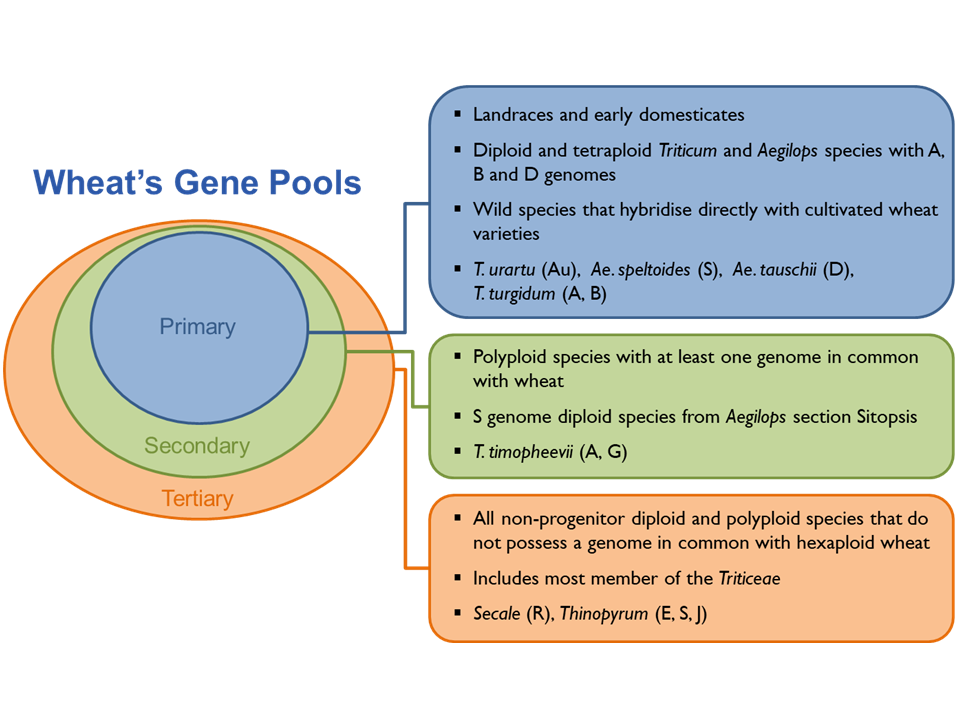 Wheat's Gene Pools
Primary
Secondary
Tertiary
▪ Landraces and early domesticates
▪ Diploid and tetraploid Triticum and Aegilops species with A,
B and D genomes
▪ Wild species that hybridise directly with cultivated wheat
varieties
▪ T. urartu (Au), Ae. speltoides (S), Ae. tauschii (D),
T. turgidum (A, B)
▪ Polyploid species with at least one genome in common
with wheat
▪ S genome diploid species from Aegilops section Sitopsis
▪ T. timopheevii (A, G)
▪ All non-progenitor diploid and polyploid species that do
not possess a genome in common with hexaploid wheat
▪ Includes most member of the Triticeae
▪ Secale (R), Thinopyrum (E, S, J)